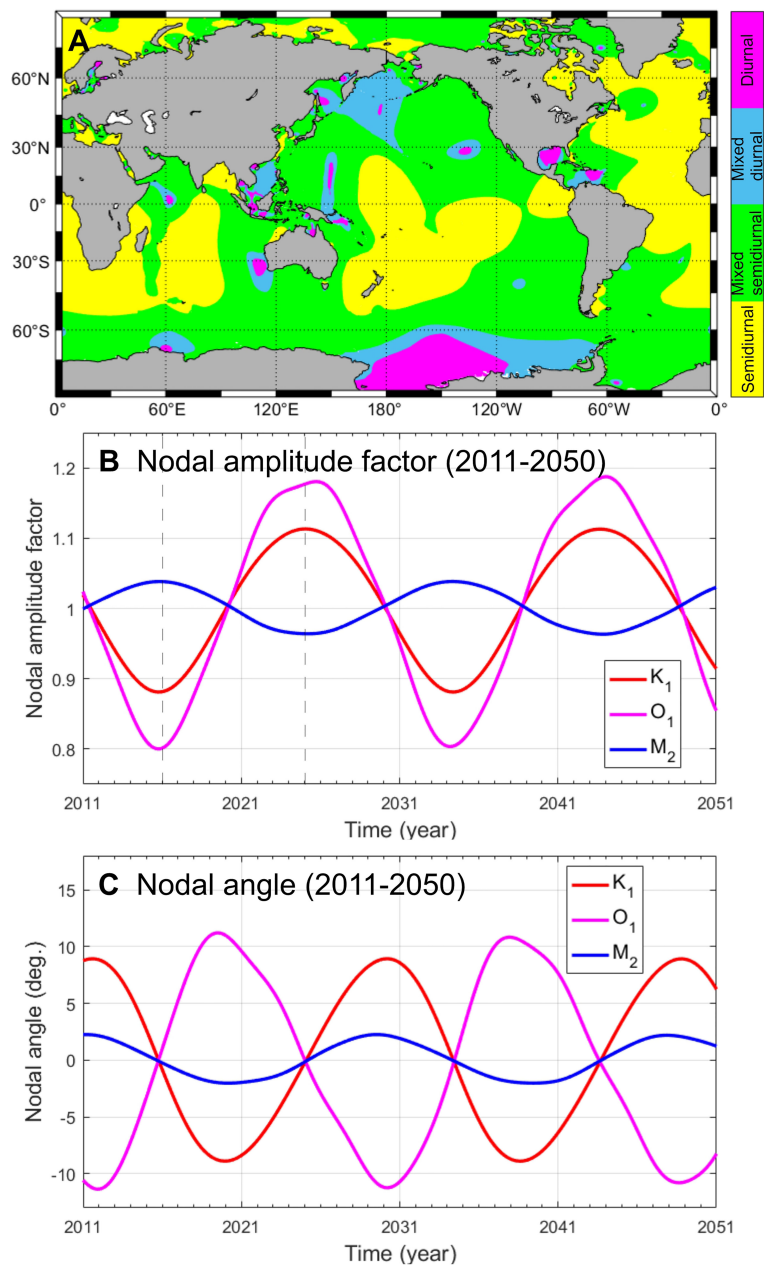 A
60°N
30°N
0°
30°S
60°S
0°
60°E
120°E
180°
120°W
60°W
0°
Diurnal
Mixed
diurnal
Mixed
semidiurnal
Semidiurnal
B Nodal amplitude factor (2011-2050)
Nodal amplitude factor
1.2
1.1
1
0.9
0.8
K1
O1
M2
2011
2021
2031
2041
2051
Time (year)
C Nodal angle (2011-2050)
Nodal angle (deg.)
15
10
5
0
-5
-10
K1
O1
M2
2011
2021
2031
2041
2051
Time (year)